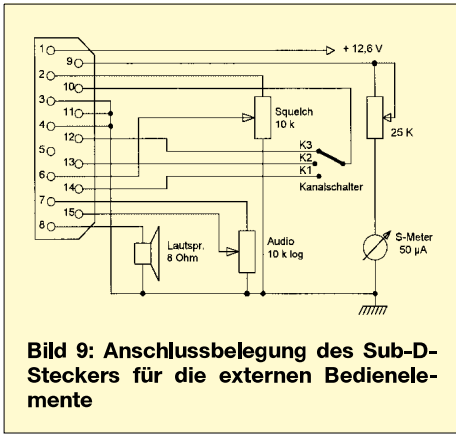 1
+ 12,6 V
9
2
10
3
11
4
12
5
13
6
14
7
15
8
Squelch
10 k
25 K
K3
K2
K1
Kanalschalter
Lautspr.
8 Ohm
Audio
10 k log
S-Meter
50 µA
Bild 9: Anschlussbelegung des Sub-D-
Steckers für die externen Bedienele-
mente